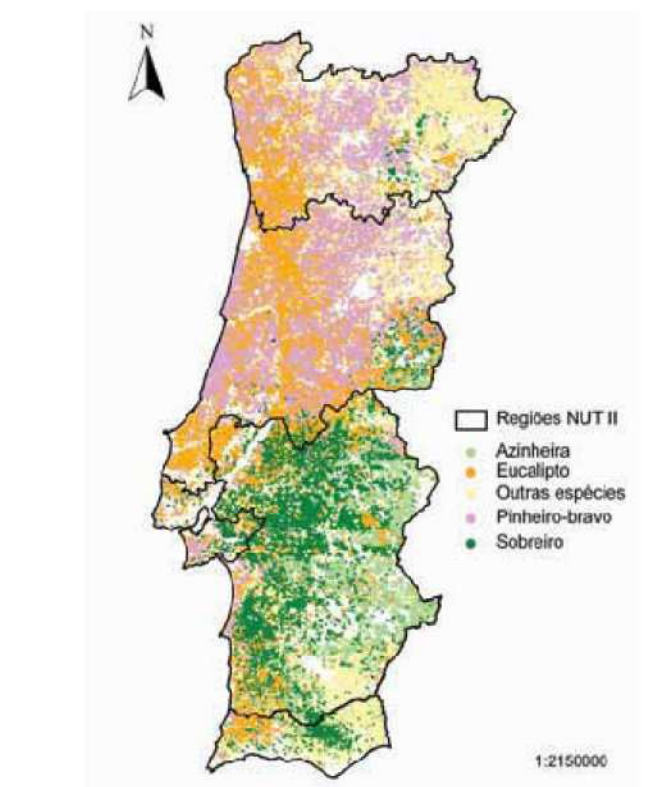 N
Regiões NUT II
Azinheira
Eucalipto
Outras espécies
Pinheiro-bravo
Sobreiro
1:2150000